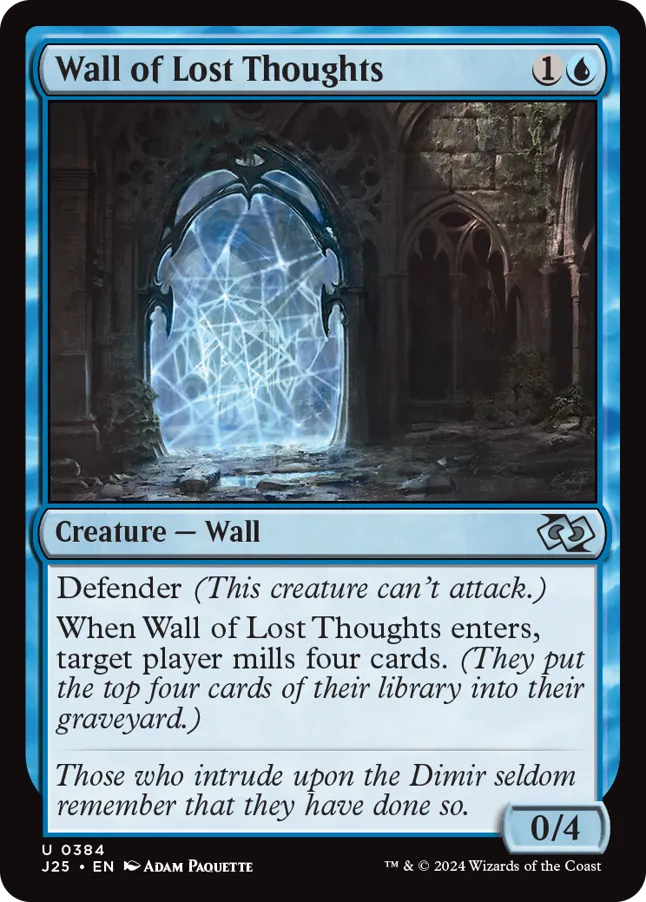 Wall of Lost Thoughts 1
Creature — Wall
Defender (This creature can't attack.)
When Wall of Lost Thoughts enters,
target player mills four cards. (They put
the top four cards of their library into their
graveyard.)
Those who intrude upon the Dimir seldom
remember that they have done so.
0/4
U 0384
J25 • EN Adam Paquette
™ & © 2024 Wizards of the Coast